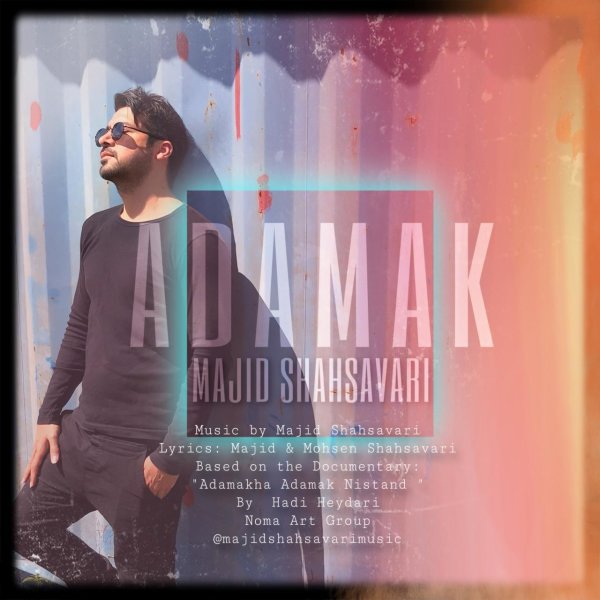 ADAMAK
MAJID SHAHSAVARI
Music by Majid Shahsavari
Lyrics: Majid & Mohsen Shahsavari
Based on the Documentary:
"Adamakha Adamak Nistand "
By Hadi Heydari
Noma Art Group
@majidshahsavarimusic